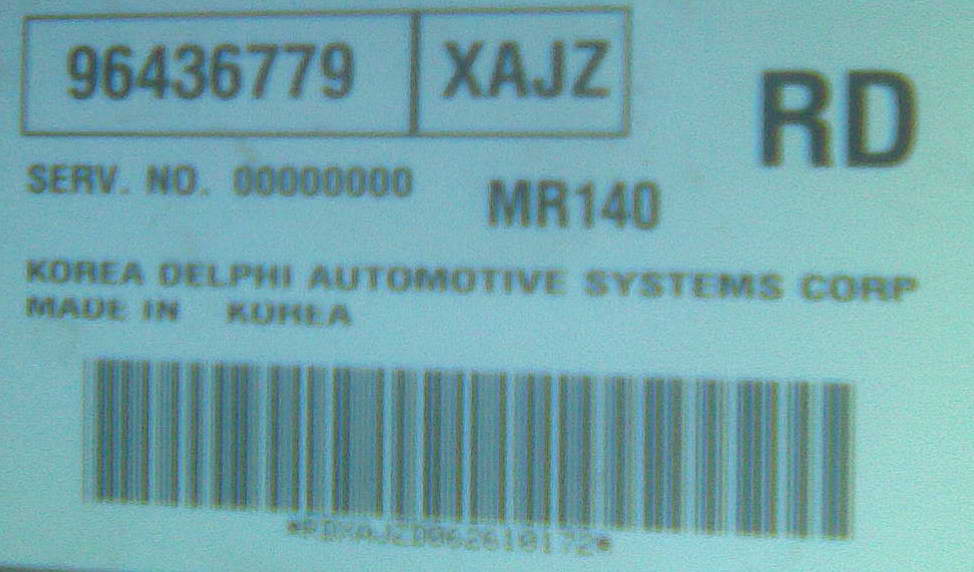 96436779 XAJZ
RD
SERV. NO. 00000000
MR140
KOREA DELPHI AUTOMOTIVE SYSTEMS CORP
MADE IN KOREA